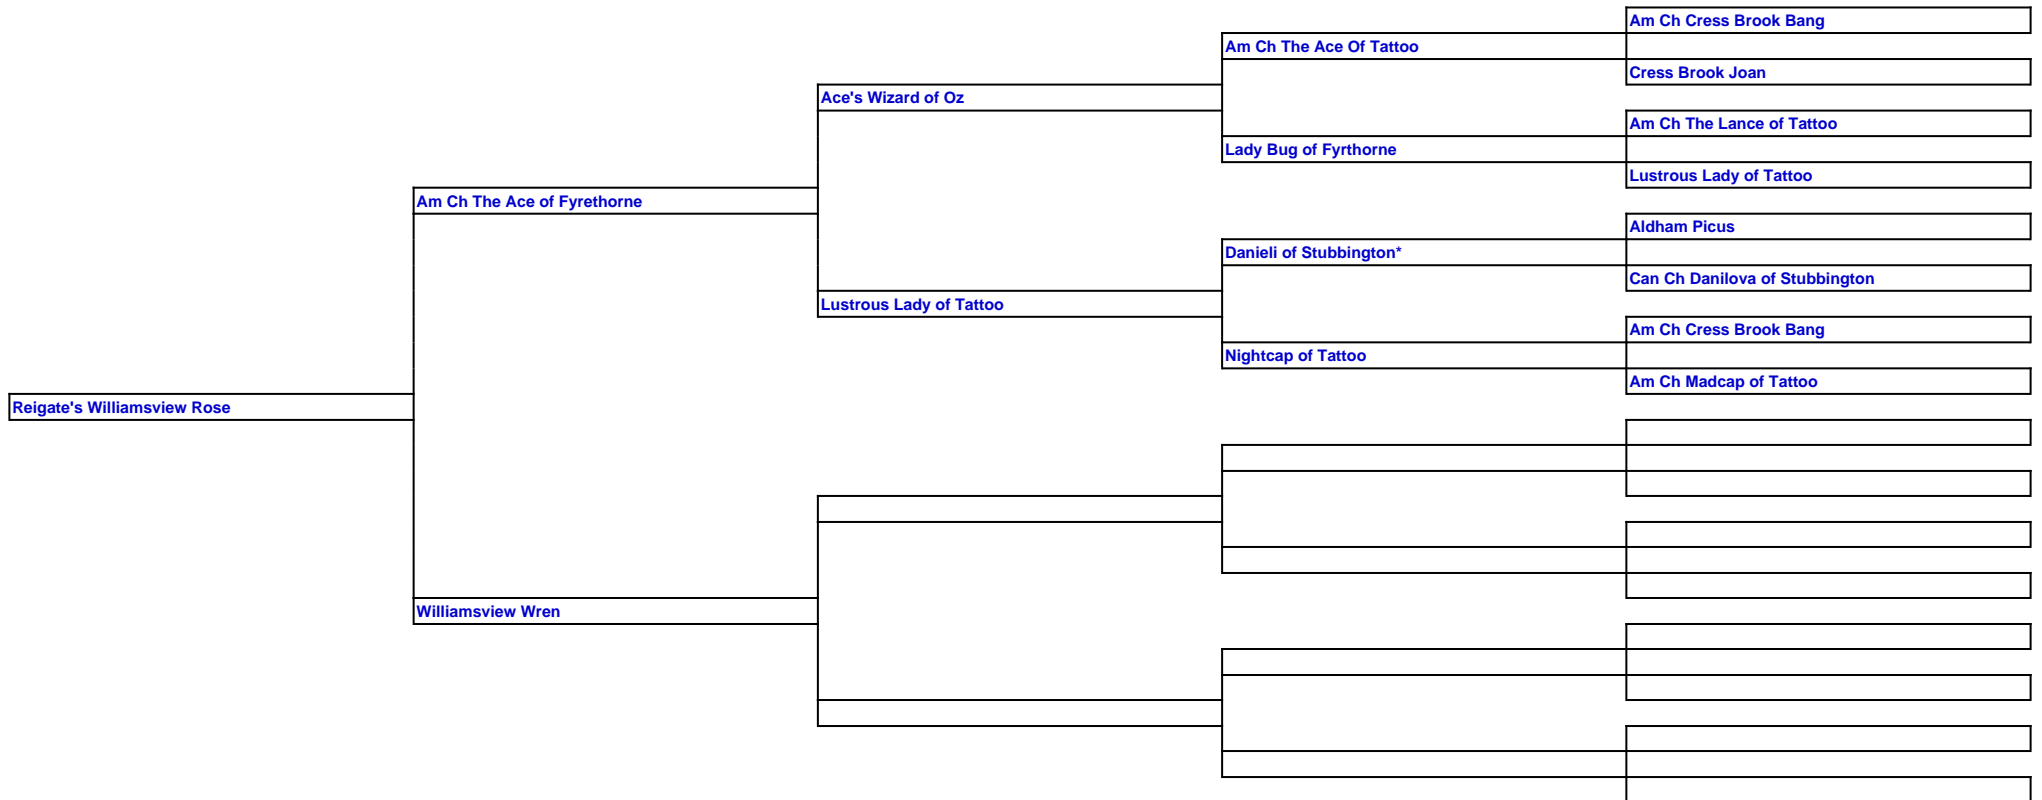 Am Ch Cress Brook Bang
Am Ch The Ace Of Tattoo
Cress Brook Joan
Ace's Wizard of Oz
Am Ch The Lance of Tattoo
Lady Bug of Fyrthorne
Lustrous Lady of Tattoo
Am Ch The Ace of Fyrethorne
Aldham Picus
Danieli of Stubbington*
Can Ch Danilova of Stubbington
Lustrous Lady of Tattoo
Am Ch Cress Brook Bang
Nightcap of Tattoo
Am Ch Madcap of Tattoo
Reigate's Williamsview Rose
Williamsview Wren